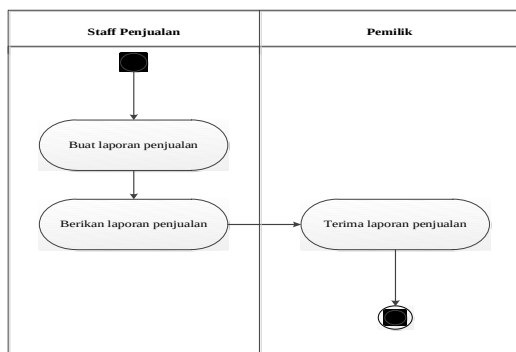 Staff Penjualan
Pemilik
Buat laporan penjualan
Berikan laporan penjualan
Terima laporan penjualan